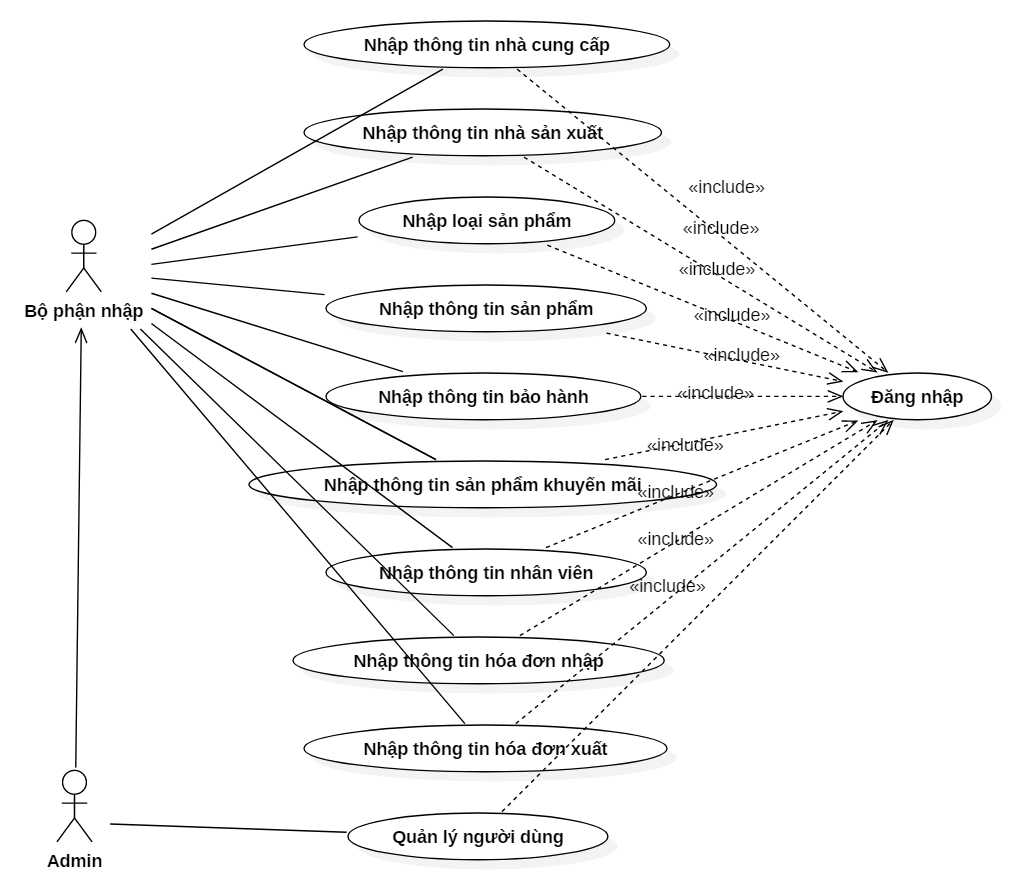 Nhập thông tin nhà cung cấp
Nhập thông tin nhà sản xuất
«include»
Nhập loại sản phẩm
«include»
«include»
Bộ phận nhập
Nhập thông tin sản phẩm
«include»
«include»
Nhập thông tin bảo hành
«include»
Đăng nhập
«include»
Nhập thông tin sản phẩm khuyến mãi
«include»
«include»
Nhập thông tin nhân viên
«include»
Nhập thông tin hóa đơn nhập
Nhập thông tin hóa đơn xuất
Quản lý người dùng
Admin